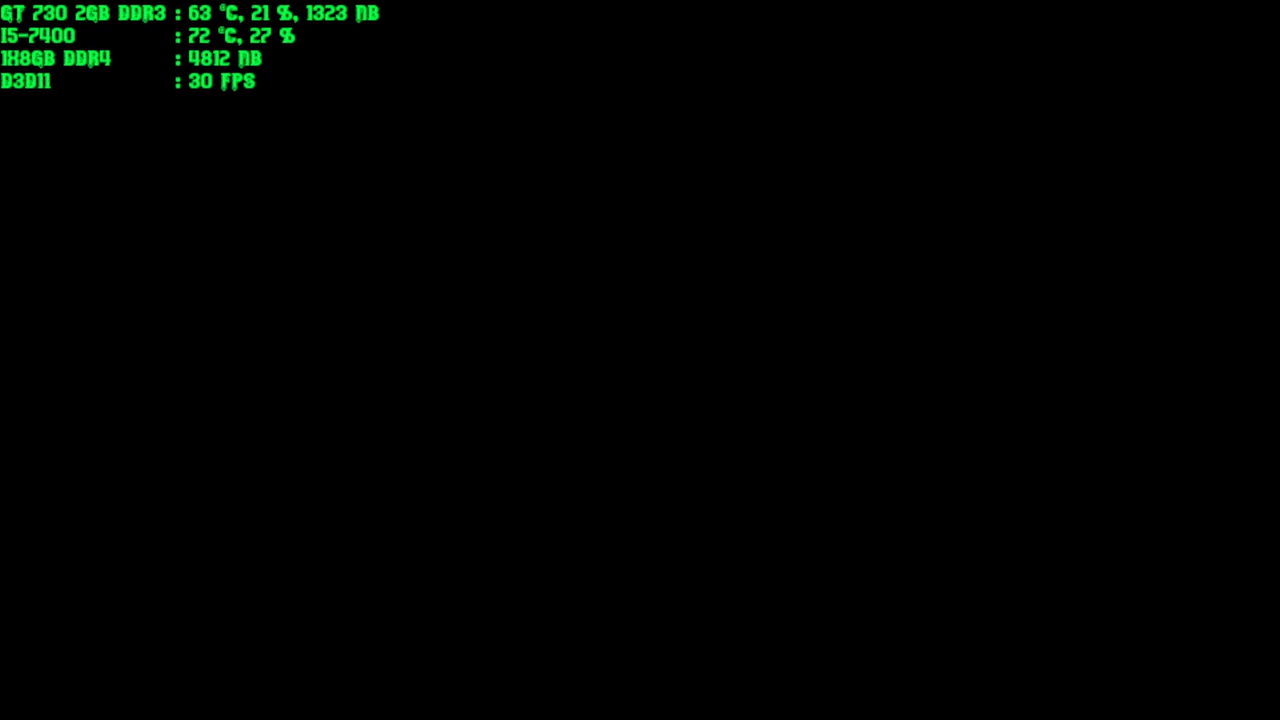 GT 730 2GB DDR3 : 63 °C, 21 %, 1323 MB
I5-7400 : 72 °C, 27 %
1X8GB DDR4 : 4812 MB
D3D11 : 30 FPS